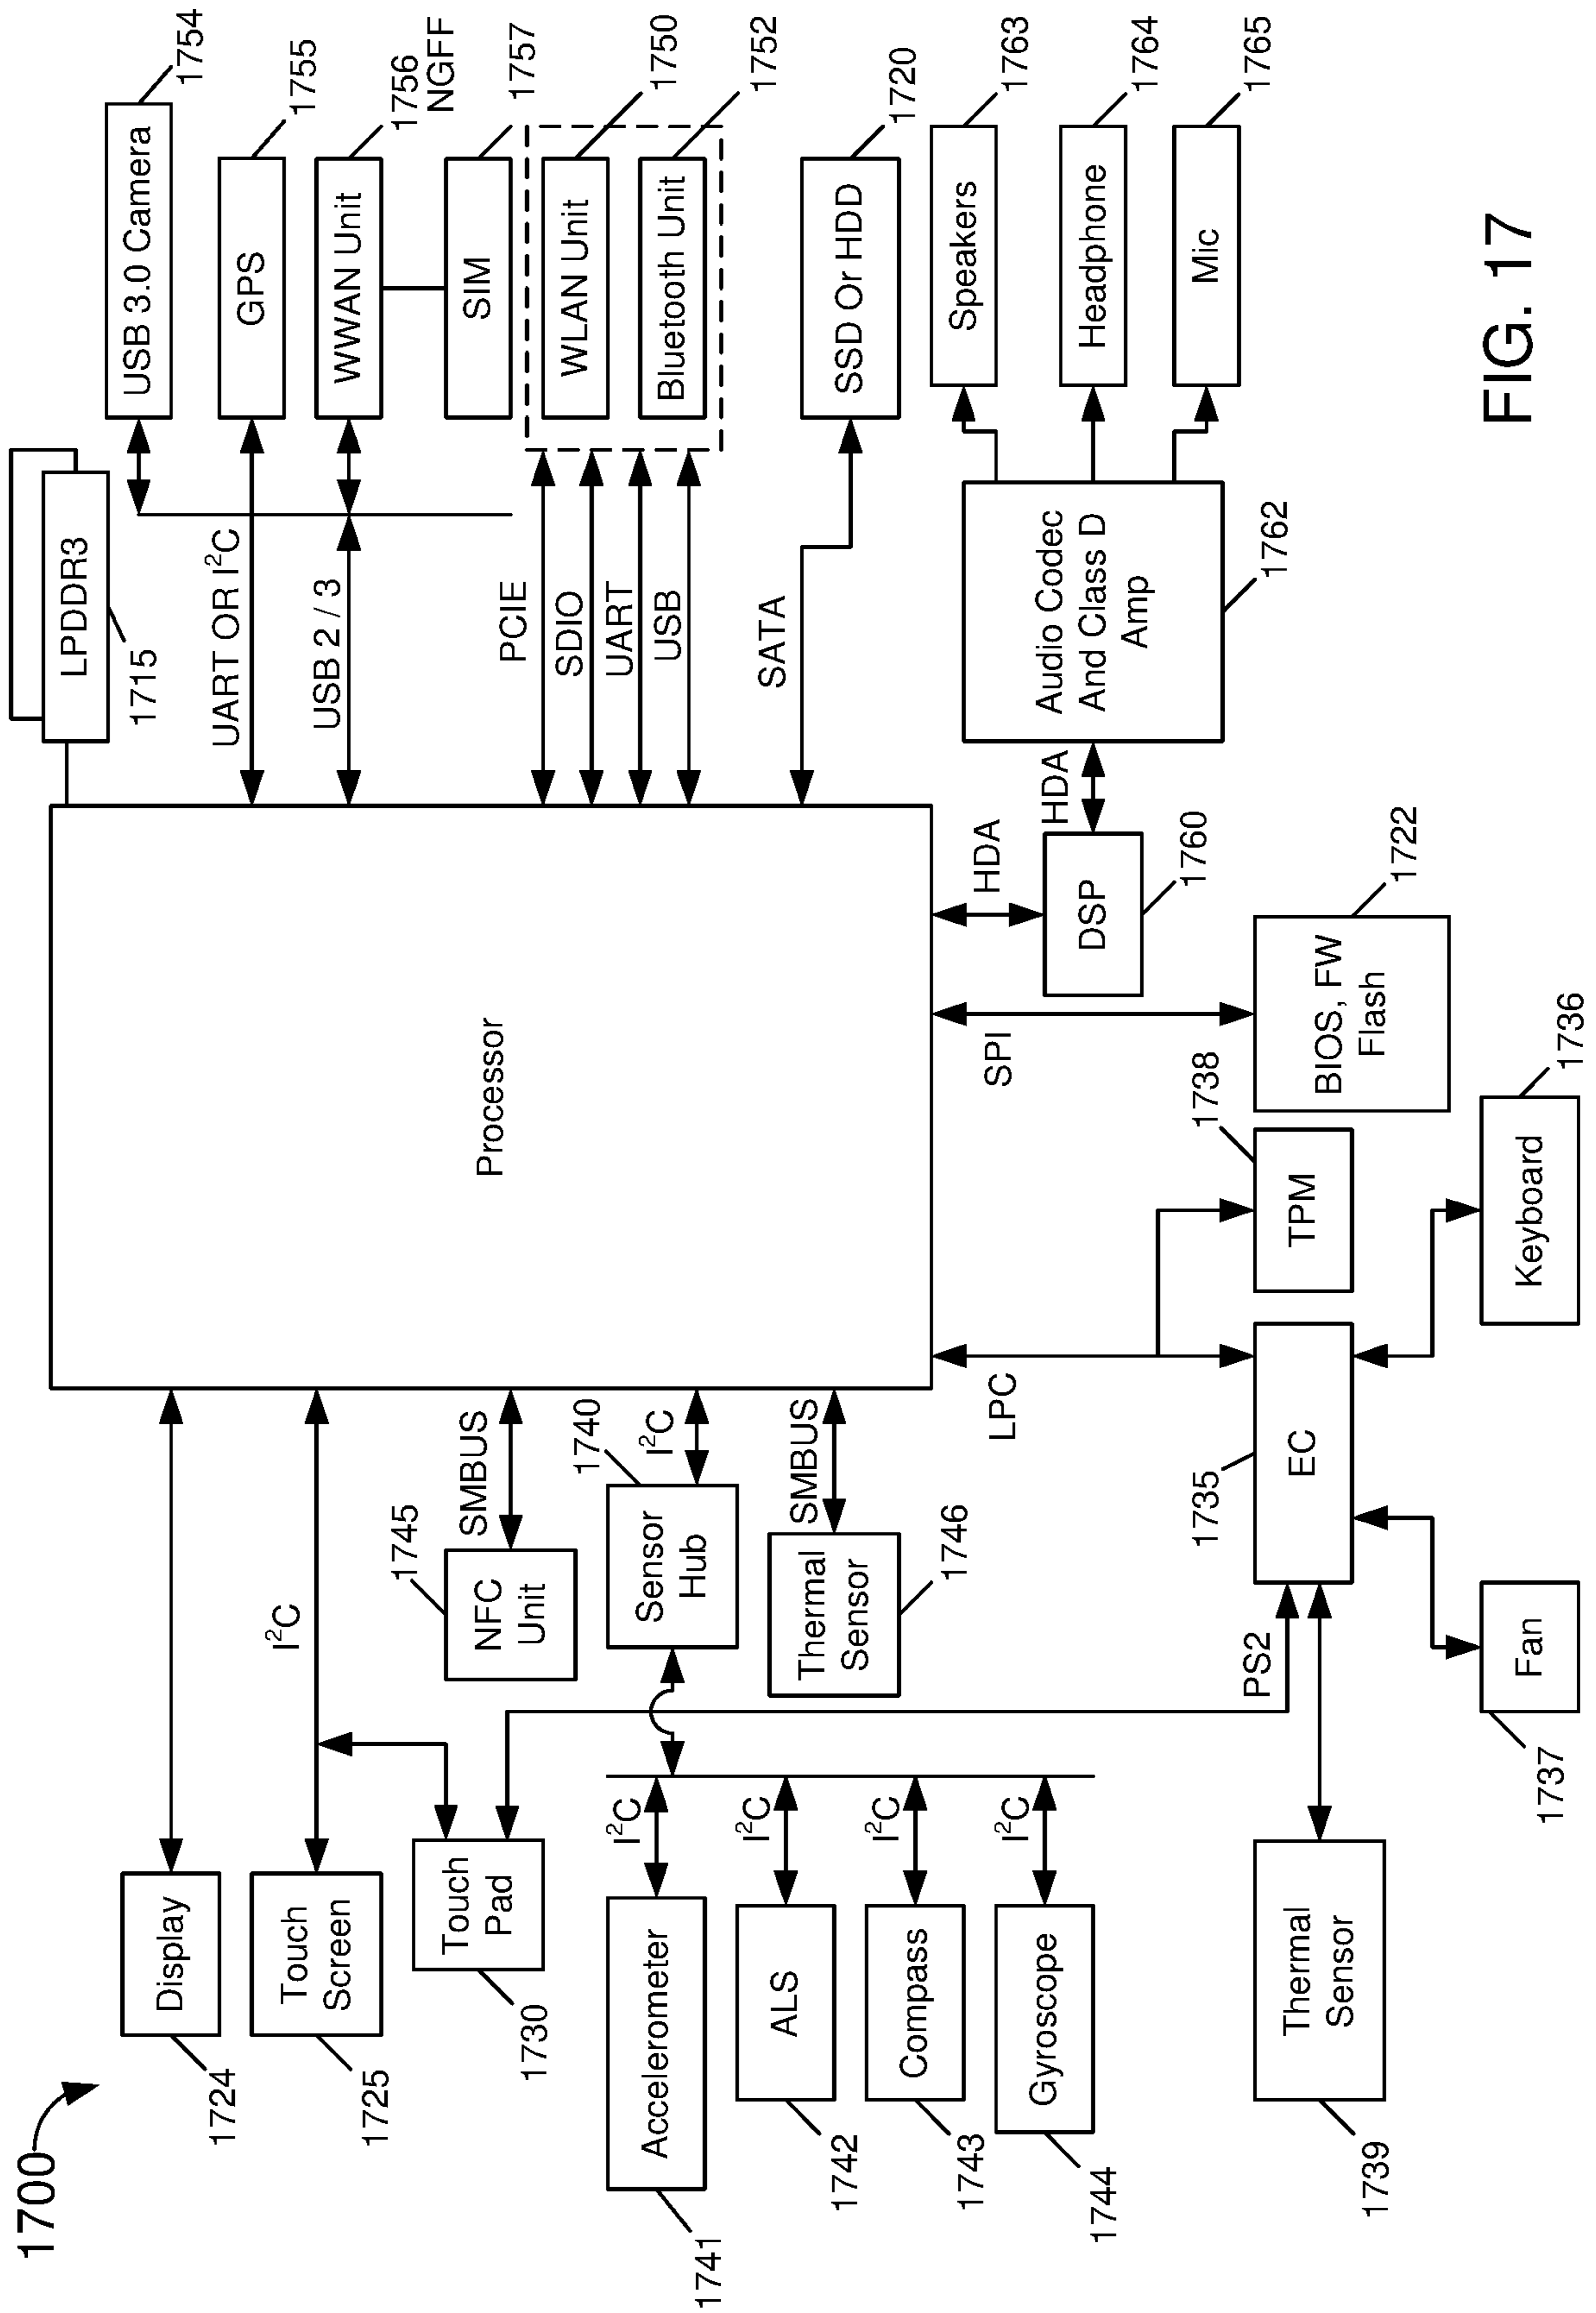 1700
LPDDR3
1715
Display
1724
Touch
Screen
1725
I²C
Touch
Pad
1730
NFC
Unit
1745
SMBUS
Sensor
Hub
1740
I²C
Thermal
Sensor
1746
SMBUS
Accelerometer
1741
I²C
ALS
1742
I²C
Compass
1743
I²C
Gyroscope
1744
I²C
Thermal
Sensor
1739
PS2
Processor
UART OR I²C
USB 2 / 3
PCIE
SDIO
UART
USB
SATA
USB 3.0 Camera
1754
GPS
1755
WWAN Unit
1756
NGFF
SIM
1757
WLAN Unit
1750
Bluetooth Unit
1752
SSD Or HDD
1720
Speakers
1763
Headphone
1764
Mic
1765
Audio Codec
And Class D
Amp
1762
HDA
HDA
DSP
1760
SPI
BIOS, FW
Flash
1722
LPC
TPM
1738
EC
1735
Keyboard
1736
Fan
1737
FIG. 17